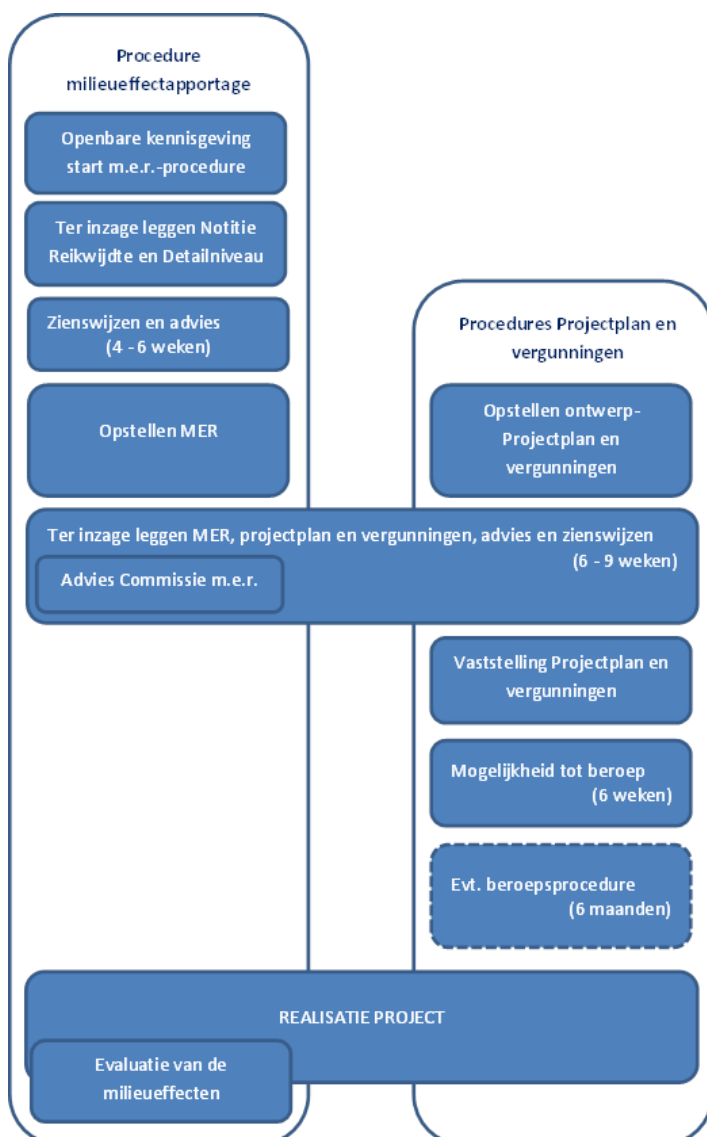 Procedure
milieueffectapportage
Openbare kennisgeving
start m.e.r.-procedure
Ter inzage leggen Notitie
Reikwijdte en Detailniveau
Zienswijzen en advies
(4 - 6 weken)
Opstellen MER
Procedures Projectplan en
vergunningen
Opstellen ontwerp-
Projectplan en
vergunningen
Ter inzage leggen MER, projectplan en vergunningen, advies en zienswijzen
(6 - 9 weken)
Advies Commissie m.e.r.
Vaststelling Projectplan en
vergunningen
Mogelijkheid tot beroep
(6 weken)
Evt. beroepsprocedure
(6 maanden)
REALISATIE PROJECT
Evaluatie van de
milieueffecten